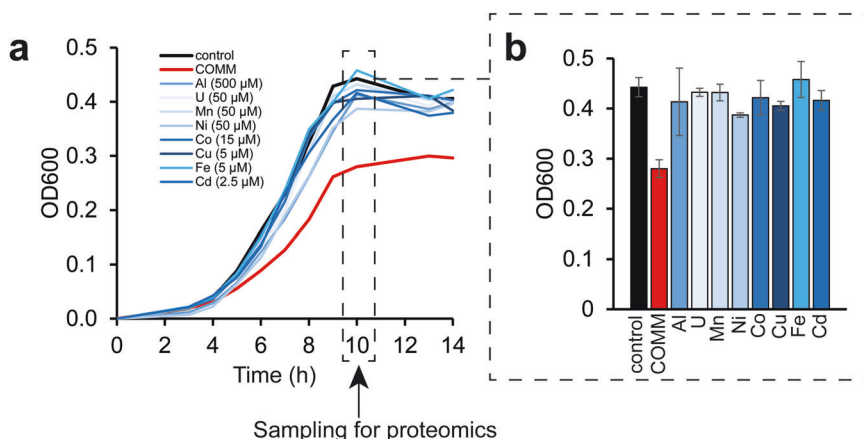 a
0.5
0.4
0.3
0.2
0.1
0.0
OD600
control
COMM
Al (500 µM)
U (50 µM)
Mn (50 µM)
Ni (50 µM)
Co (15 µM)
Cu (5 µM)
Fe (5 µM)
Cd (2.5 µM)
0 2 4 6 8 10 12 14
Time (h)
Sampling for proteomics
b
0.5
0.4
0.3
0.2
0.1
0
OD600
control
COMM
Al
U
Mn
Ni
Co
Cu
Fe
Cd